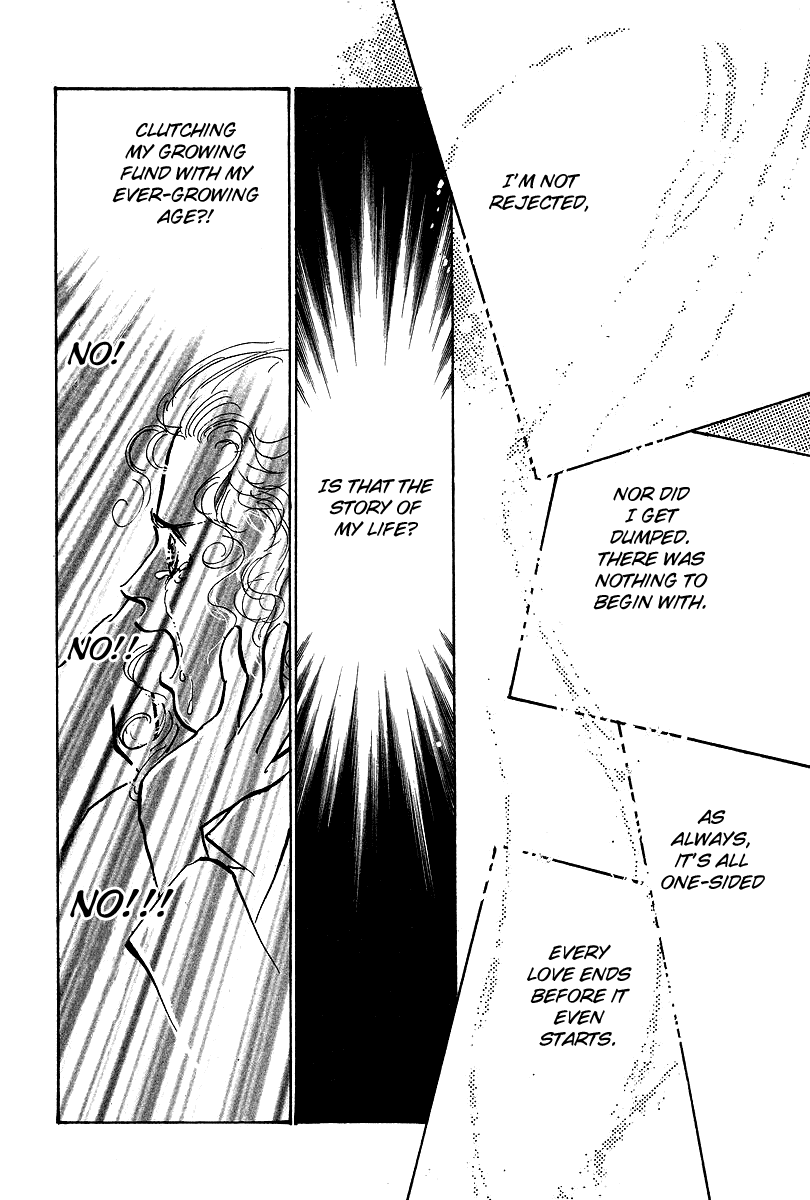 I'M NOT
REJECTED,
NOR DID
I GET
DUMPED.
THERE WAS
NOTHING TO
BEGIN WITH.
AS
ALWAYS,
IT'S ALL
ONE-SIDED
EVERY
LOVE ENDS
BEFORE IT
EVEN
STARTS.
IS THAT THE
STORY OF
MY LIFE?
CLUTCHING
MY GROWING
FUND WITH MY
EVER-GROWING
AGE?!
NO!
NO!!
NO!!!